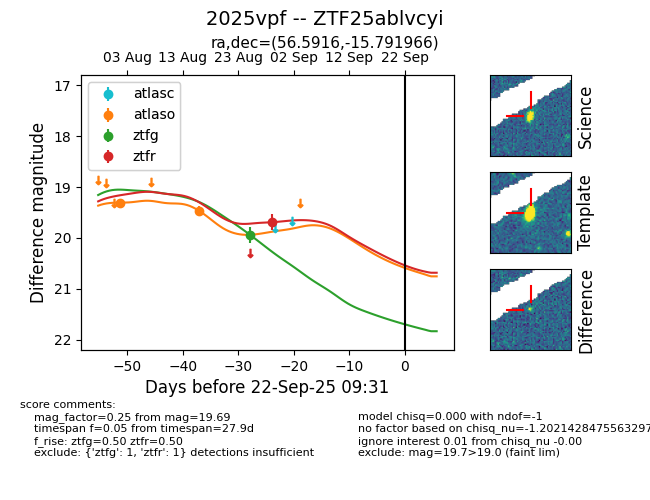 2025vpf -- ZTF25ablvcyi
ra,dec=(56.5916,-15.791966)
03 Aug 13 Aug 23 Aug 02 Sep 12 Sep 22 Sep
17
18
19
20
21
22
Difference magnitude
atlasc
atlaso
ztfg
ztfr
−50 −40 −30 −20 −10 0
Days before 22-Sep-25 09:31
Science
Template
Difference
score comments:
mag_factor=0.25 from mag=19.69
timespan f=0.05 from timespan=27.9d
f_rise: ztfg=0.50 ztfr=0.50
exclude: {'ztfg': 1, 'ztfr': 1} detections insufficient
model chisq=0.000 with ndof=-1
no factor based on chisq_nu=-1.2021428475563297
ignore interest 0.01 from chisq_nu -0.00
exclude: mag=19.7>19.0 (faint lim)